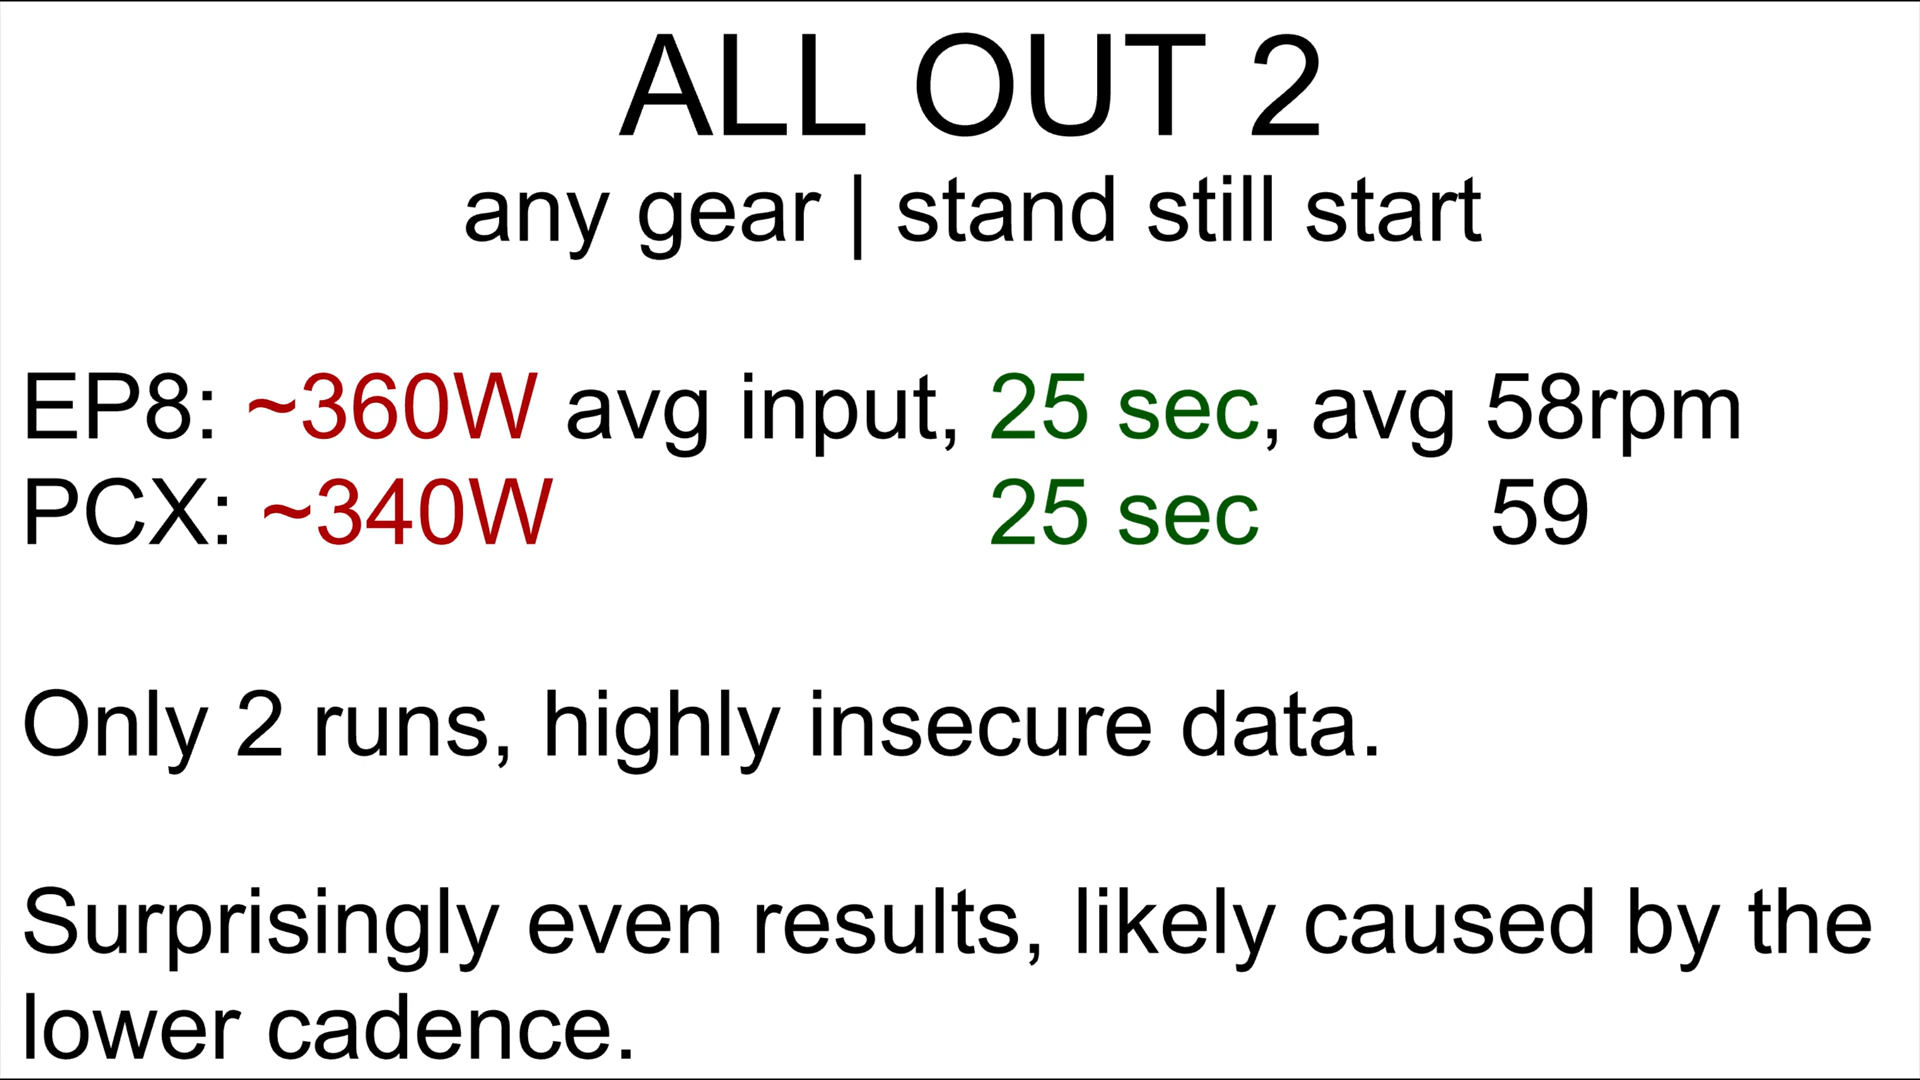 ALL OUT 2
any gear | stand still start
EP8: ~360W avg input, 25 sec, avg 58rpm
PCX: ~340W 25 sec 59
Only 2 runs, highly insecure data.
Surprisingly even results, likely caused by the
lower cadence.